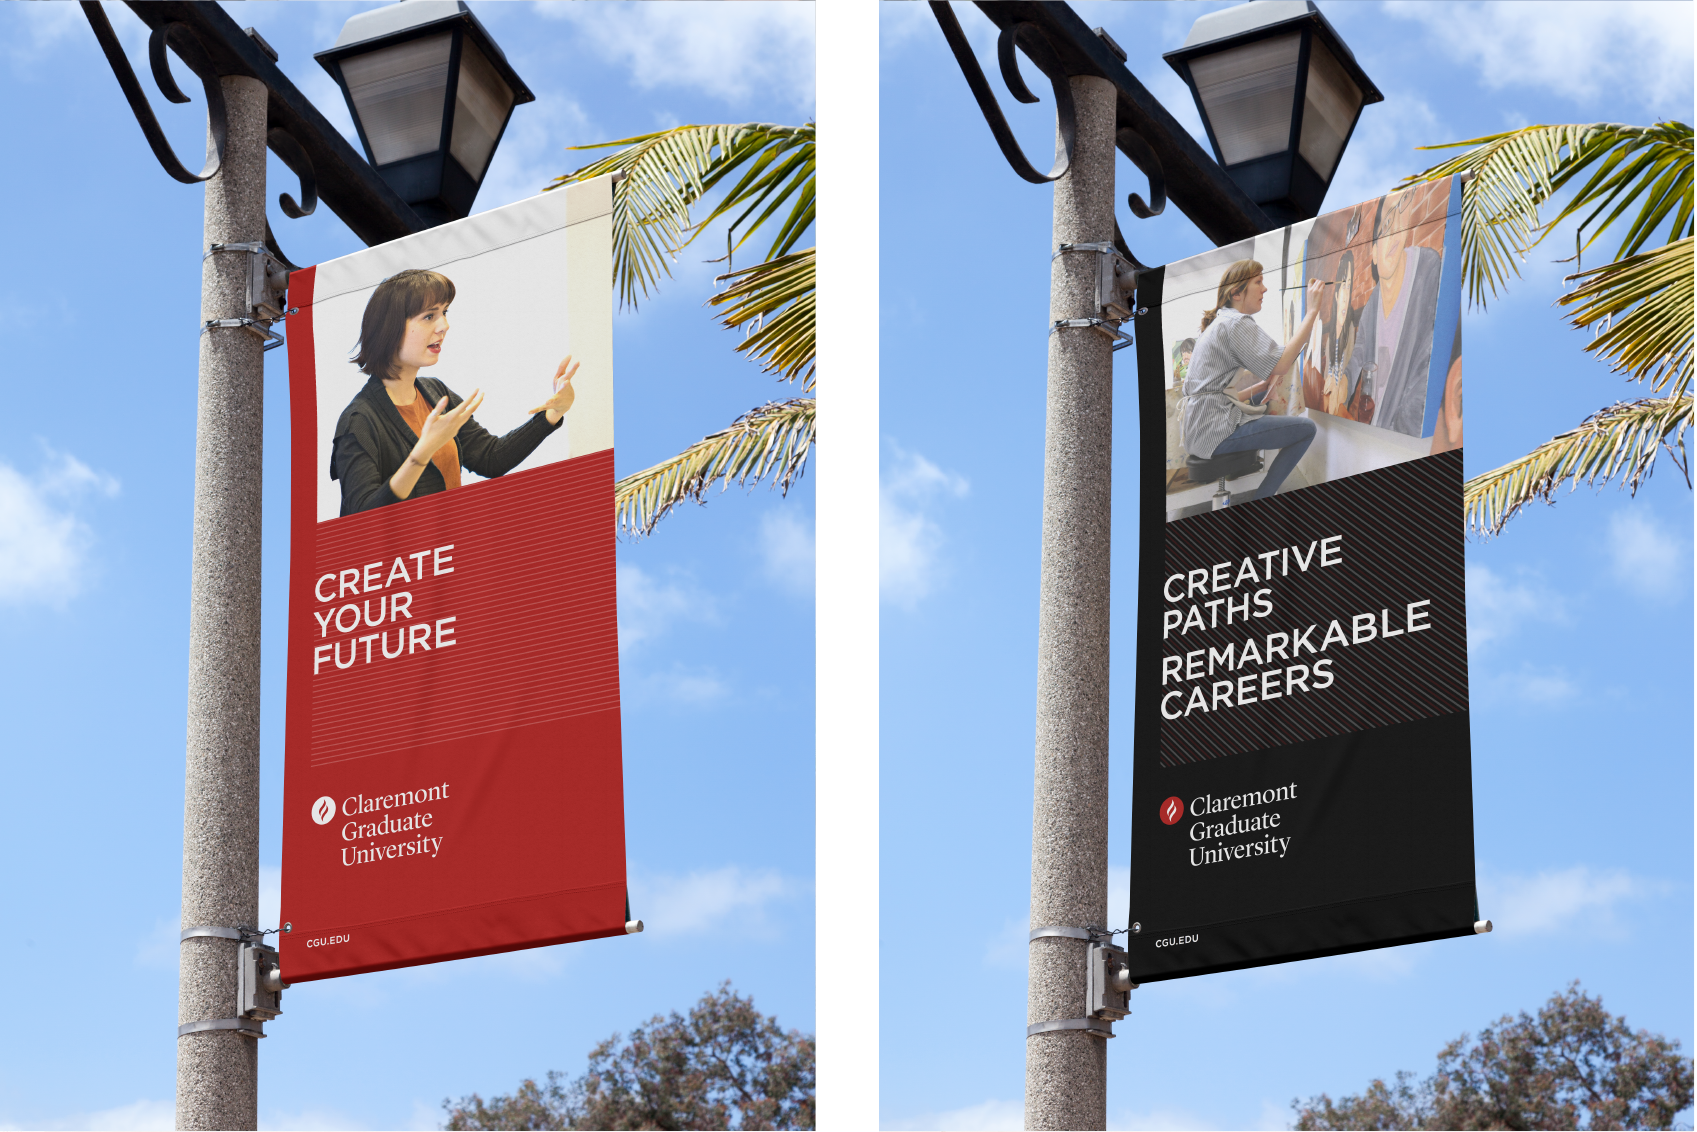 CREATE
YOUR
FUTURE
Claremont
Graduate
University
CGU.EDU
CREATIVE
PATHS
REMARKABLE
CAREERS
Claremont
Graduate
University
CGU.EDU